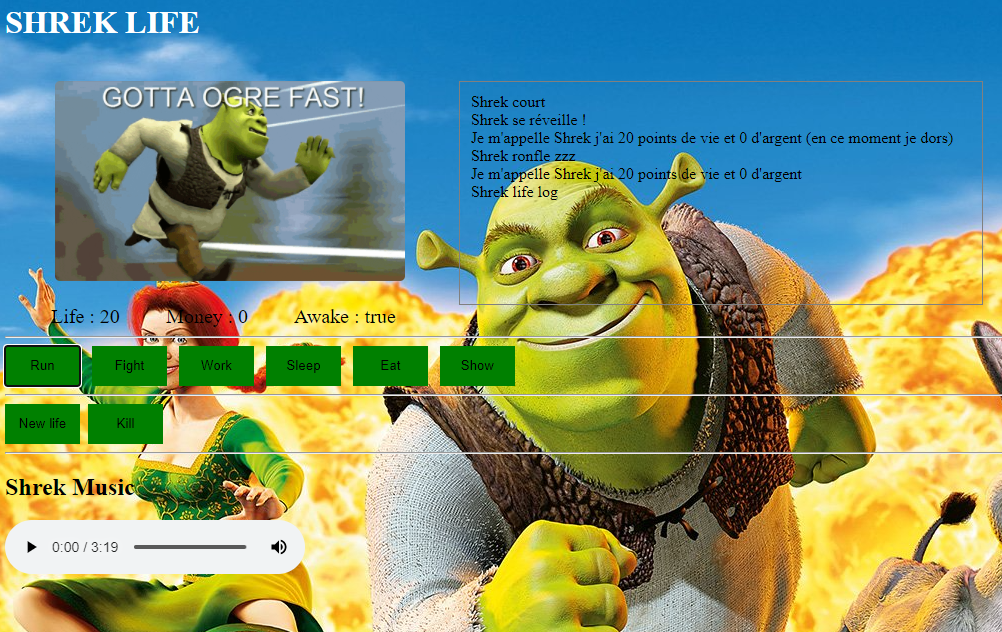 SHREK LIFE
GOTTA OGRE FAST!
Shrek court
Shrek se réveille !
Je m'appelle Shrek j'ai 20 points de vie et 0 d'argent (en ce moment je dors)
Shrek ronfle zzz
Je m'appelle Shrek j'ai 20 points de vie et 0 d'argent
Shrek life log
Life : 20 Money : 0 Awake : true
Run Fight Work Sleep Eat Show
New life Kill
Shrek Music
0:00 / 3:19